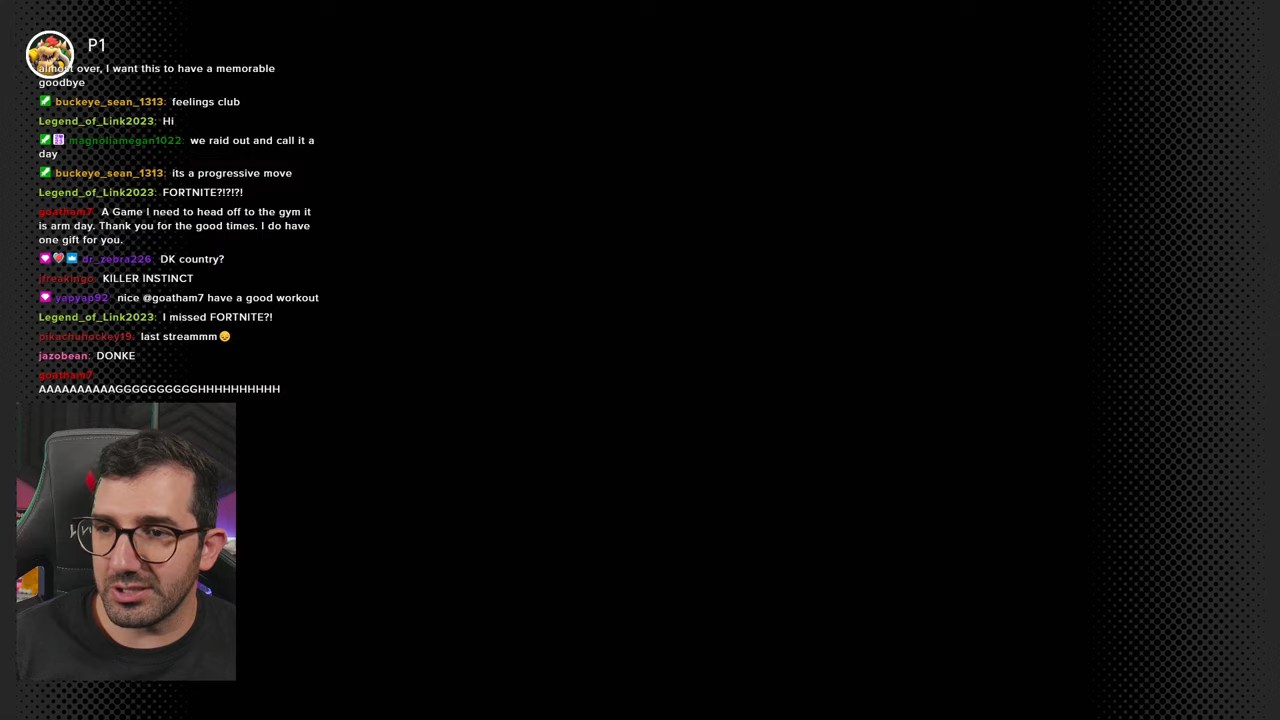 P1
almost over, I want this to have a memorable
goodbye
buckeye_sean_1313: feelings club
Legend_of_Link2023: Hi
magnoliamegan1022: we raid out and call it a
day
buckeye_sean_1313: its a progressive move
Legend_of_Link2023: FORTNITE?!?!?!
goatham7: A Game I need to head off to the gym it
is arm day. Thank you for the good times. I do have
one gift for you.
dr_zebra226: DK country?
jfreakingo: KILLER INSTINCT
yapyap92: nice @goatham7 have a good workout
Legend_of_Link2023: I missed FORTNITE?!
pikachuhockey19: last streammm😞
jazobean: DONKE
goatham7:
AAAAAAAAAAGGGGGGGGGGHHHHHHHHHH